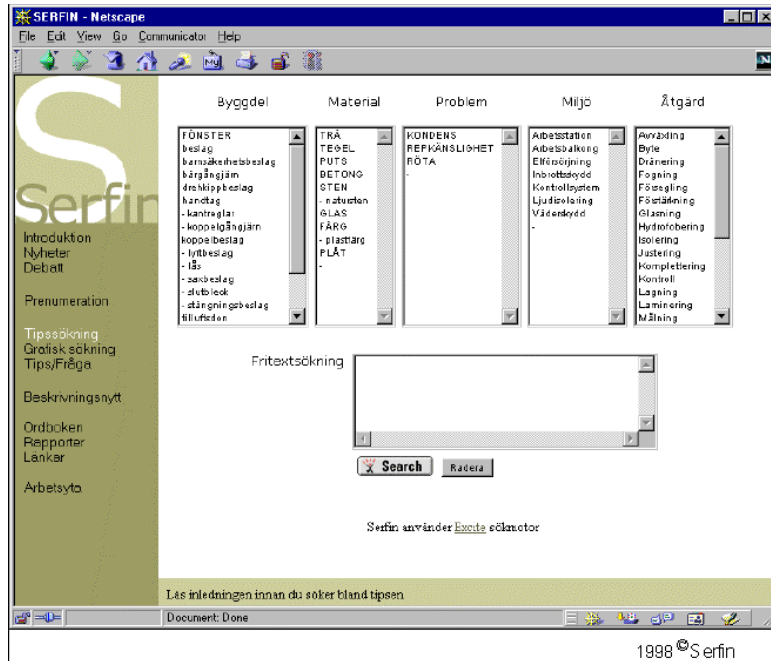 SERFIN - Netscape
File Edit View Go Communicator Help
My
N
S
Serfin
Introduktion
Nyheter
Debatt
Prenumeration
Tipssökning
Grafisk sökning
Tips/Fråga
Beskrivningsnytt
Ordboken
Rapporter
Länkar
Arbetsyta
Byggdel
FÖNSTER
beslag
barnsäkerhetsbeslag
bärgångjärn
drehkippbeslag
handtag
- kantreglar
- koppelgångjärn
koppelbeslag
- lyftbeslag
- lås
- saxbeslag
- slutbleck
- stängningsbeslag
tilluftsdon
Material
TRÄ
TEGEL
PUTS
BETONG
STEN
- natursten
GLAS
FÄRG
- plastfärg
PLÅT
-
Problem
KONDENS
REPKÄNSLIGHET
RÖTA
-
Miljö
Arbetsstation
Arbetsbalkong
Elförsörjning
Inbrottsskydd
Kontrollsystem
Ljudisolering
Väderskydd
-
Åtgärd
Avväxling
Byte
Dränering
Fogning
Försegling
Förstärkning
Glasning
Hydrofobering
Isolering
Justering
Komplettering
Kontroll
Lagning
Laminering
Målning
Fritextsökning
Search Radera
Serfin använder Excite sökmotor
Läs inledningen innan du söker bland tipsen
Document: Done
1998 © Serfin